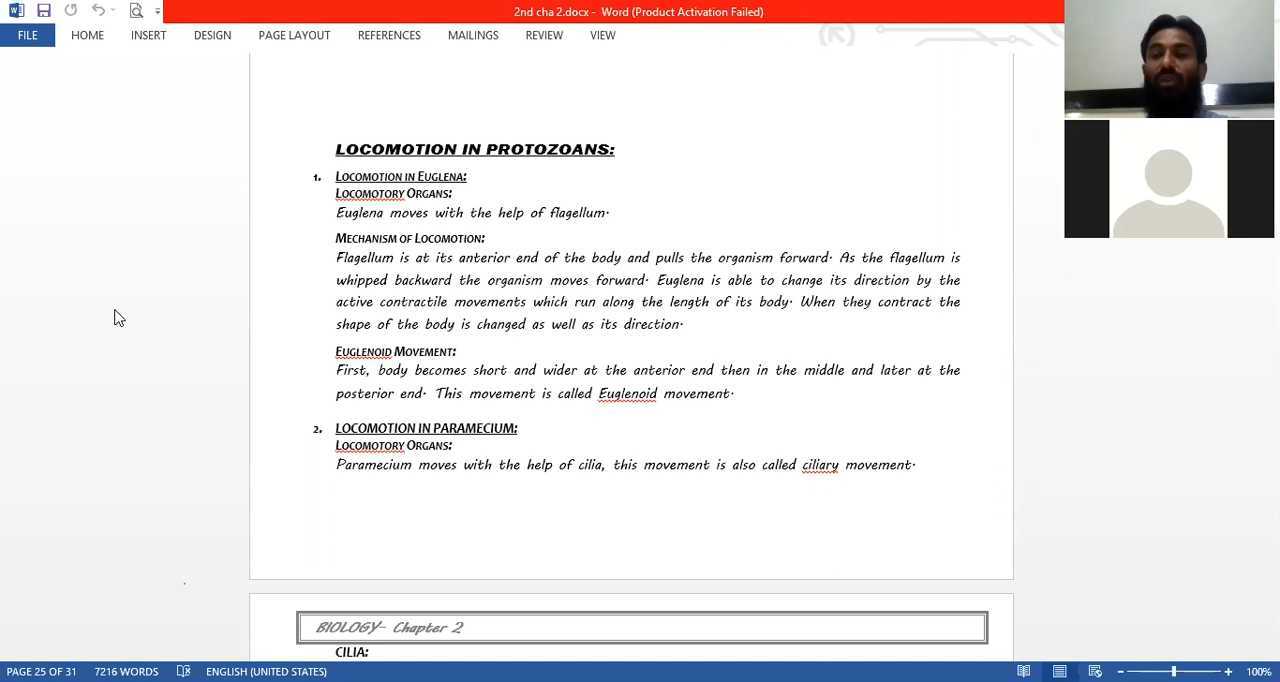 2nd cha 2.docx - Word (Product Activation Failed)
FILE HOME INSERT DESIGN PAGE LAYOUT REFERENCES MAILINGS REVIEW VIEW
LOCOMOTION IN PROTOZOANS:
1. LOCOMOTION IN EUGLENA:
LOCOMOTORY ORGANS:
Euglena moves with the help of flagellum.
MECHANISM OF LOCOMOTION:
Flagellum is at its anterior end of the body and pulls the organism forward. As the flagellum is
whipped backward the organism moves forward. Euglena is able to change its direction by the
active contractile movements which run along the length of its body. When they contract the
shape of the body is changed as well as its direction.
EUGLENOID MOVEMENT:
First, body becomes short and wider at the anterior end then in the middle and later at the
posterior end. This movement is called Euglenoid movement.
2. LOCOMOTION IN PARAMECIUM:
LOCOMOTORY ORGANS:
Paramecium moves with the help of cilia, this movement is also called ciliary movement.
BIOLOGY- Chapter 2
CILIA:
PAGE 25 OF 31 7216 WORDS ENGLISH (UNITED STATES) 100%